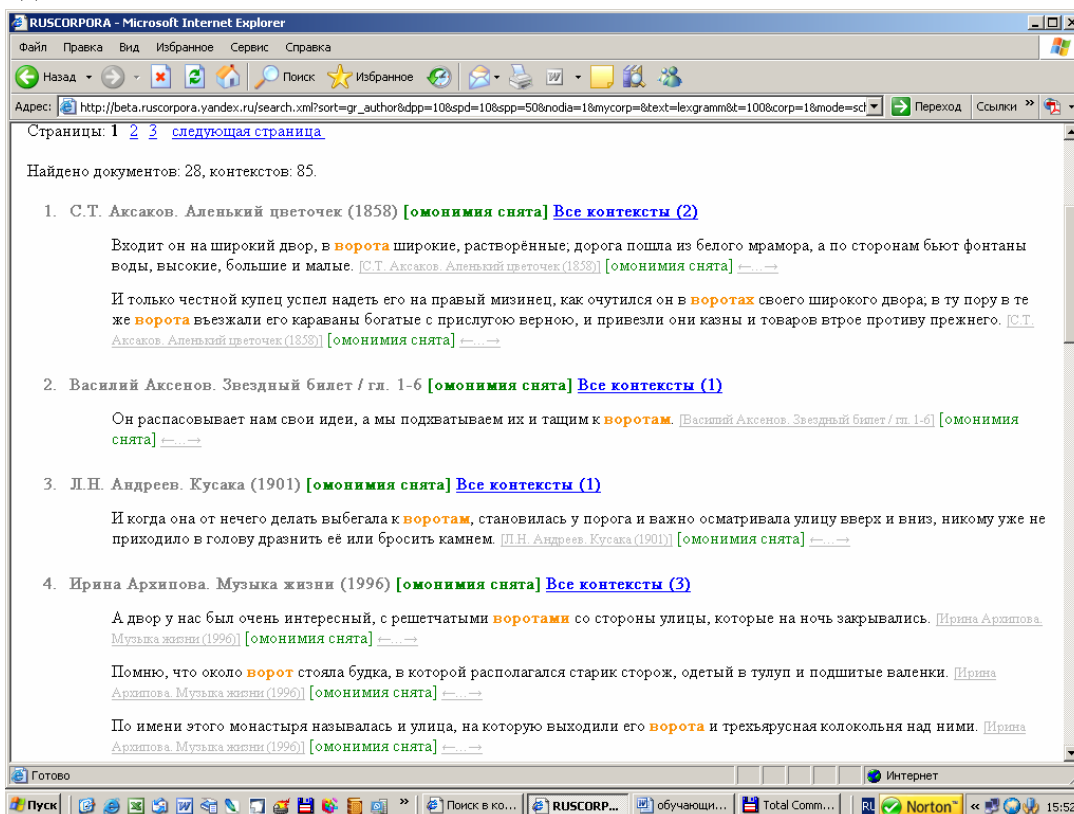 RUSCORPORA - Microsoft Internet Explorer
Файл Правка Вид Избранное Сервис Справка
Назад Поиск Избранное
Адрес: http://beta.ruscorpora.yandex.ru/search.xml?sort=gr_author&dpp=10&spd=10&spp=50&nodia=1&mycorp=&text=lexgramm&t=100&corp=1&mode=scl Переход Ссылки »
Страницы: 1 2 3 следующая страница
Найдено документов: 28, контекстов: 85.
1. С.Т. Аксаков. Аленький цветочек (1858) [омонимия снята] Все контексты (2)
Входит он на широкий двор, в ворота широкие, растворённые; дорога пошла из белого мрамора, а по сторонам бьют фонтаны
воды, высокие, большие и малые. [С.Т. Аксаков. Аленький цветочек (1858)] [омонимия снята] ←...→
И только честной купец успел надеть его на правый мизинец, как очутился он в воротах своего широкого двора; в ту пору в те
же ворота въезжали его караваны богатые с прислугою верною, и привезли они казны и товаров втрое противу прежнего. [С.Т.
Аксаков. Аленький цветочек (1858)] [омонимия снята] ←...→
2. Василий Аксенов. Звездный билет / гл. 1-6 [омонимия снята] Все контексты (1)
Он распасовывает нам свои идеи, а мы подхватываем их и тащим к воротам. [Василий Аксенов. Звездный билет / гл. 1-6] [омонимия
снята] ←...→
3. Л.Н. Андреев. Кусака (1901) [омонимия снята] Все контексты (1)
И когда она от нечего делать выбегала к воротам, становилась у порога и важно осматривала улицу вверх и вниз, никому уже не
приходило в голову дразнить её или бросить камнем. [Л.Н. Андреев. Кусака (1901)] [омонимия снята] ←...→
4. Ирина Архипова. Музыка жизни (1996) [омонимия снята] Все контексты (3)
А двор у нас был очень интересный, с решетчатыми воротами со стороны улицы, которые на ночь закрывались. [Ирина Архипова.
Музыка жизни (1996)] [омонимия снята] ←...→
Помню, что около ворот стояла будка, в которой располагался старик сторож, одетый в тулуп и подшитые валенки. [Ирина
Архипова. Музыка жизни (1996)] [омонимия снята] ←...→
По имени этого монастыря называлась и улица, на которую выходили его ворота и трехъярусная колокольня над ними. [Ирина
Архипова. Музыка жизни (1996)] [омонимия снята] ←...→
Готово Интернет
Пуск » Поиск в ко... RUSCORP... обучающи... Total Comm... RU Norton™ « 15:52